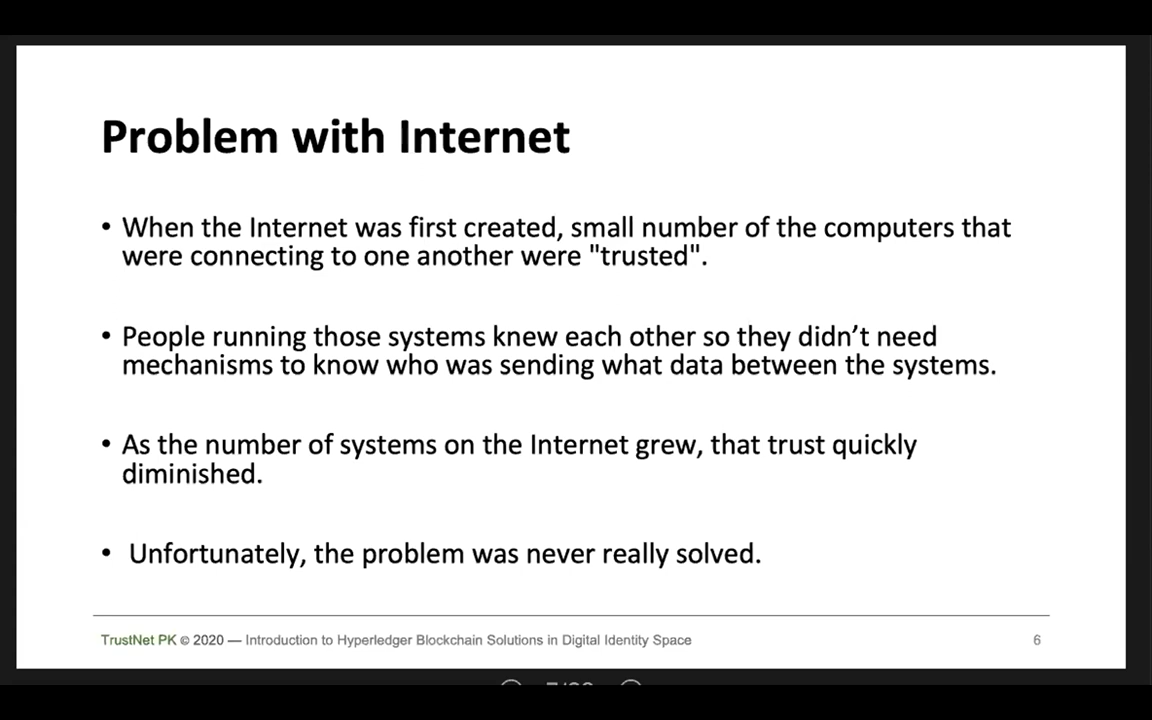 Problem with Internet
• When the Internet was first created, small number of the computers that
were connecting to one another were "trusted".
• People running those systems knew each other so they didn’t need
mechanisms to know who was sending what data between the systems.
• As the number of systems on the Internet grew, that trust quickly
diminished.
• Unfortunately, the problem was never really solved.
TrustNet PK © 2020 — Introduction to Hyperledger Blockchain Solutions in Digital Identity Space 6